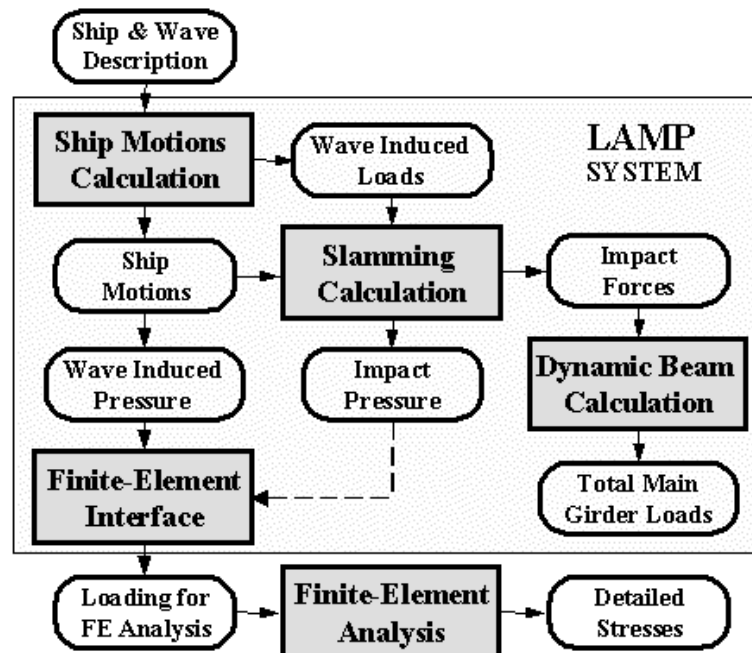 Ship & Wave
Description
Ship Motions
Calculation
Wave Induced
Loads
LAMP
SYSTEM
Ship
Motions
Slamming
Calculation
Impact
Forces
Wave Induced
Pressure
Impact
Pressure
Dynamic Beam
Calculation
Finite-Element
Interface
Total Main
Girder Loads
Loading for
FE Analysis
Finite-Element
Analysis
Detailed
Stresses